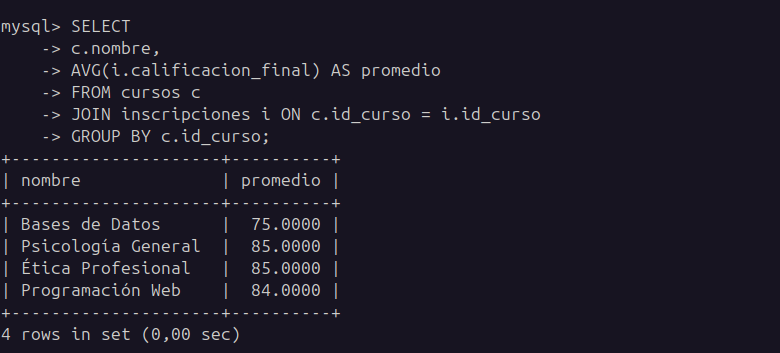 mysql> SELECT
    -> c.nombre,
    -> AVG(i.calificacion_final) AS promedio
    -> FROM cursos c
    -> JOIN inscripciones i ON c.id_curso = i.id_curso
    -> GROUP BY c.id_curso;
+--------------------+----------+
| nombre             | promedio |
+--------------------+----------+
| Bases de Datos     |  75.0000 |
| Psicología General |  85.0000 |
| Ética Profesional  |  85.0000 |
| Programación Web   |  84.0000 |
+--------------------+----------+
4 rows in set (0,00 sec)